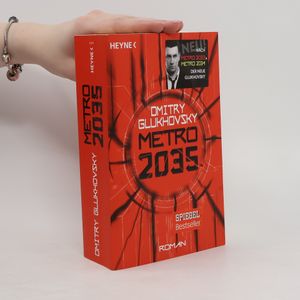 HEYNE<
METRO
2035
DMITRY GLUKHOVSKY
NEU!
NACH
METRO 2033,
METRO 2034
DER NEUE
GLUKHOVSKY
DMITRY
GLUKHOVSKY
METRO
2035
SPIEGEL
Bestseller
ROMAN